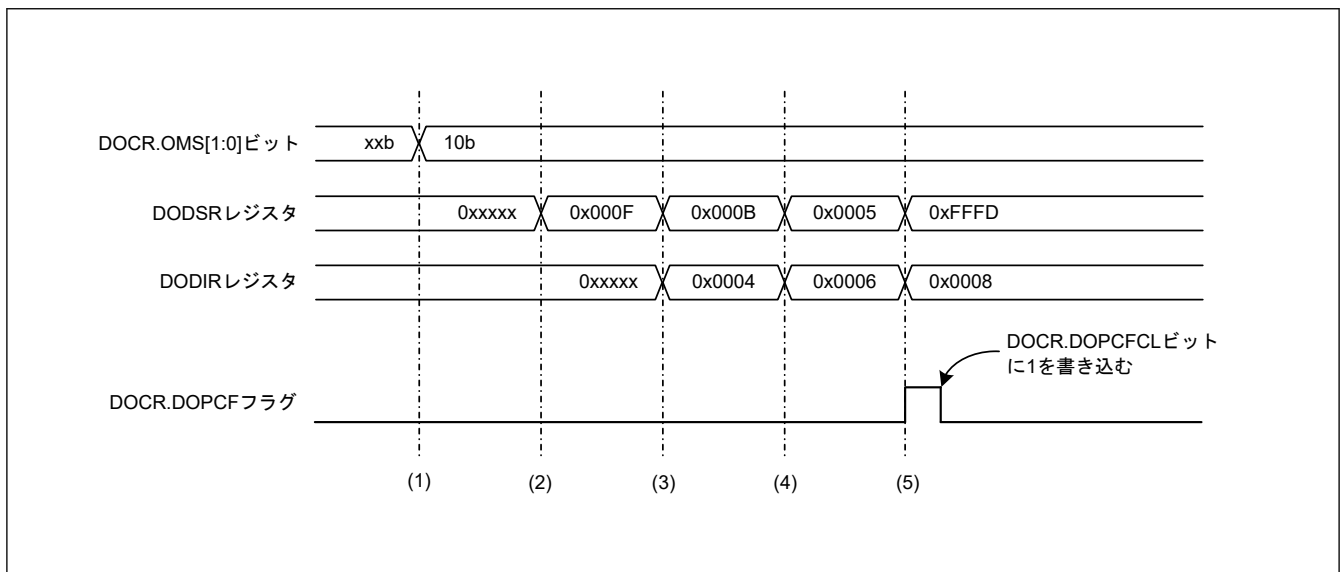 DOCR.OMS[1:0]ビット xxb 10b
DODSRレジスタ 0xxxxx 0x000F 0x000B 0x0005 0xFFFD
DODIRレジスタ 0xxxxx 0x0004 0x0006 0x0008
DOCR.DOPCFCLビット
に1を書き込む
DOCR.DOPCFフラグ
(1) (2) (3) (4) (5)